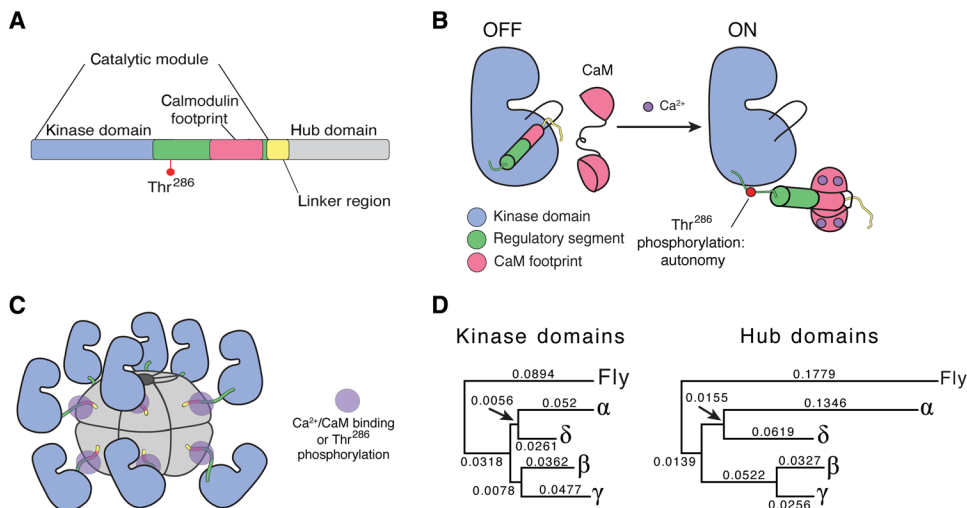 A
Catalytic module
Calmodulin
footprint
Kinase domain
Hub domain
Thr286
Linker region
B
OFF
ON
CaM
Ca2+
Kinase domain
Regulatory segment
CaM footprint
Thr286
phosphorylation:
autonomy
C
Ca2+/CaM binding
or Thr286
phosphorylation
D
Kinase domains
Hub domains
0.0894
Fly
0.0056
0.052
α
δ
0.0261
0.0318
0.0362
β
0.0078
0.0477
γ
0.1779
Fly
0.0155
0.1346
α
0.0619
δ
0.0139
0.0327
β
0.0522
γ
0.0256